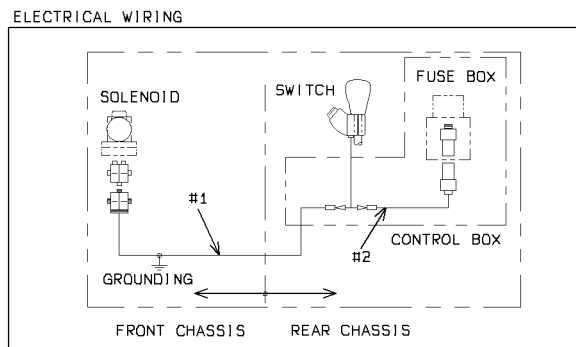 ELECTRICAL WIRING
FUSE BOX
SWITCH
SOLENOID
#1
#2
CONTROL BOX
GROUNDING
FRONT CHASSIS
REAR CHASSIS